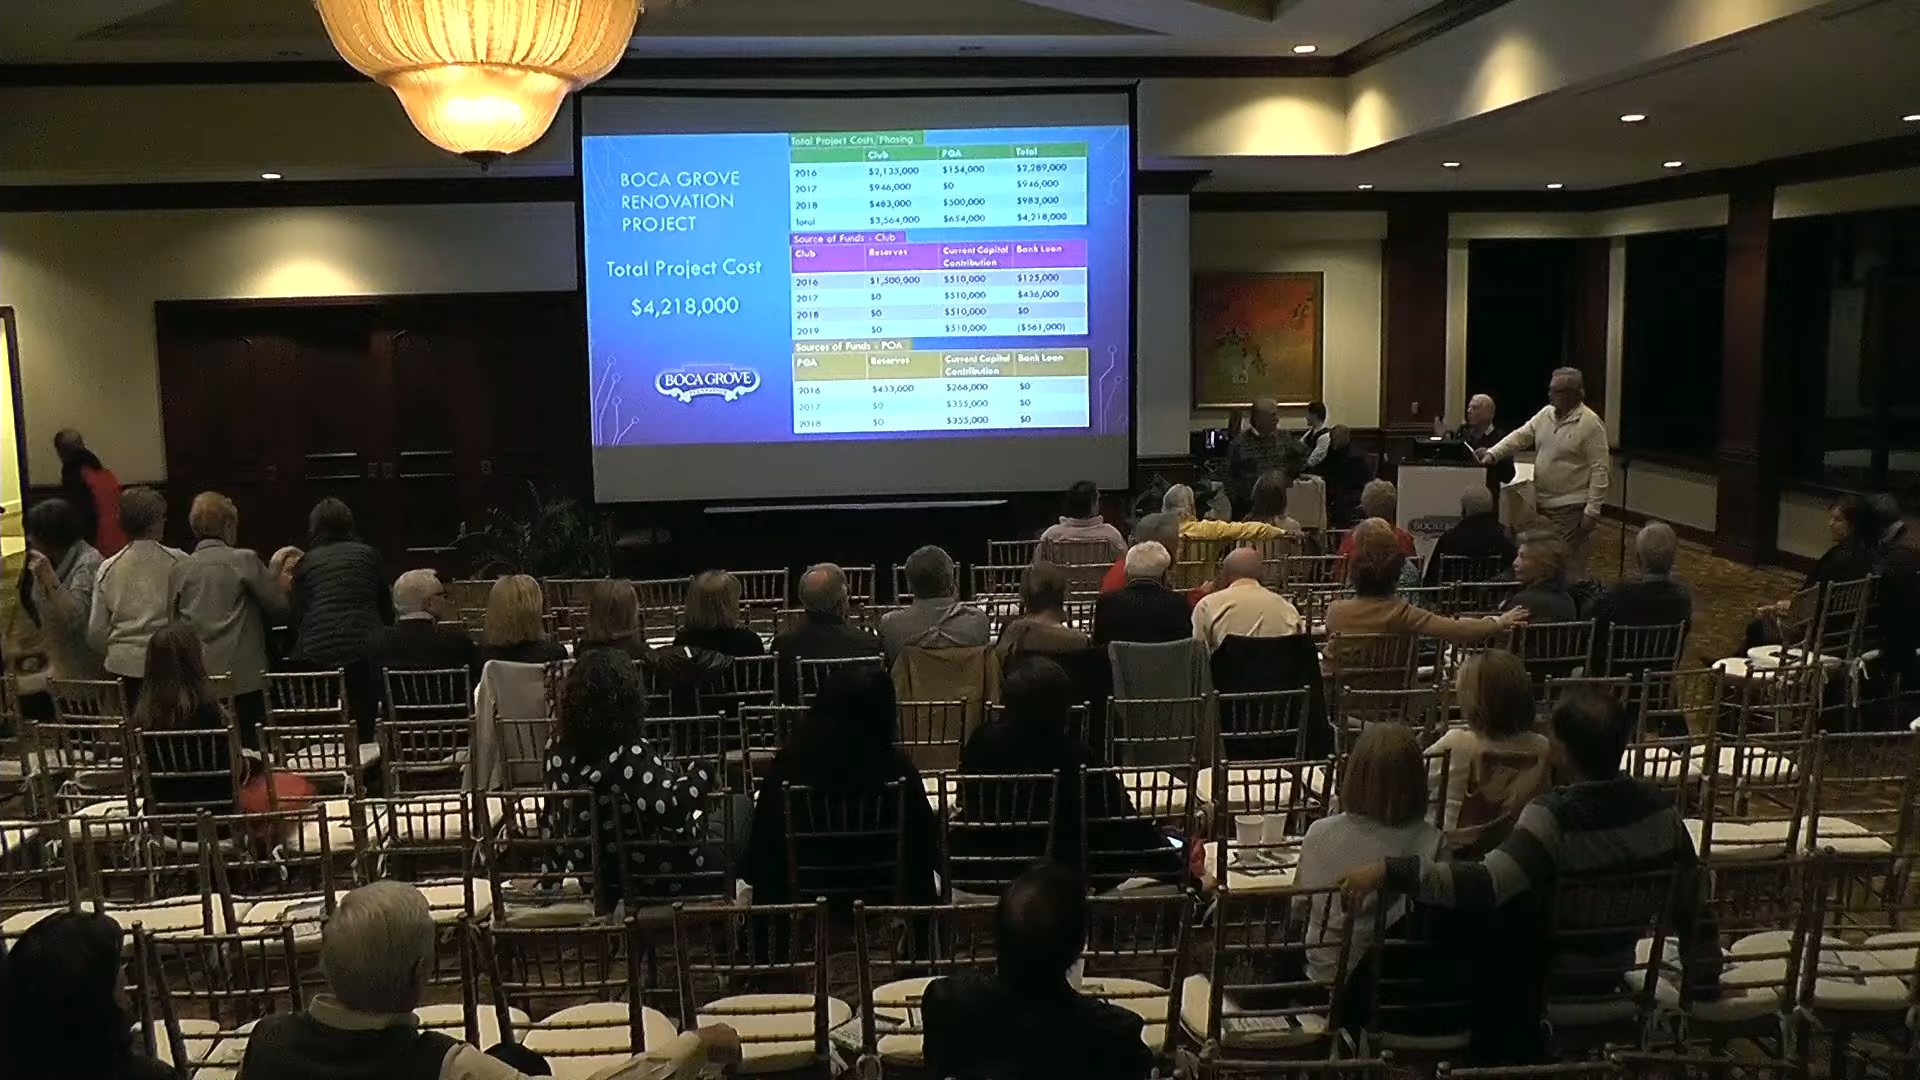 BOCA GROVE
RENOVATION
PROJECT
Total Project Cost
$4,218,000
BOCA GROVE
Total Project Costs/Phasing
Club POA Total
2016 $2,135,000 $154,000 $2,289,000
2017 $946,000 $0 $946,000
2018 $483,000 $500,000 $983,000
Total $3,564,000 $654,000 $4,218,000
Source of Funds - Club
Club Reserves Current Capital Contribution Bank Loan
2016 $1,500,000 $510,000 $125,000
2017 $0 $510,000 $436,000
2018 $0 $510,000 $0
2019 $0 $510,000 ($561,000)
Sources of Funds - POA
POA Reserves Current Capital Contribution Bank Loan
2016 $433,000 $266,000 $0
2017 $0 $355,000 $0
2018 $0 $355,000 $0